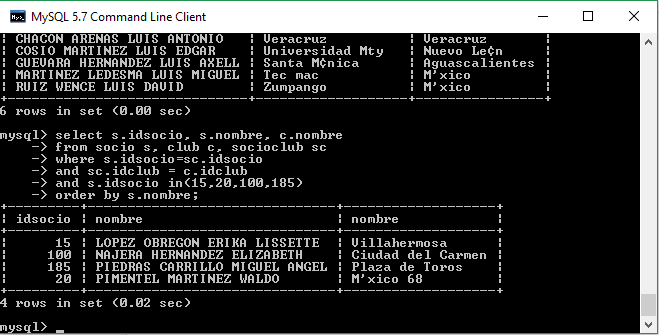 MySQL 5.7 Command Line Client
| CHACON ARENAS LUIS ANTONIO | Veracruz | Veracruz |
| COSIO MARTINEZ LUIS EDGAR | Universidad Mty | Nuevo Le¢n |
| GUEVARA HERNANDEZ LUIS AXELL | Santa M¢nica | Aguascalientes |
| MARTINEZ LEDESMA LUIS MIGUEL | Tec mac | M'xico |
| RUIZ WENCE LUIS DAVID | Zumpango | M'xico |
6 rows in set (0.00 sec)
mysql> select s.idsocio, s.nombre, c.nombre
-> from socio s, club c, socioclub sc
-> where s.idsocio=sc.idsocio
-> and sc.idclub = c.idclub
-> and s.idsocio in(15,20,100,185)
-> order by s.nombre;
| idsocio | nombre | nombre |
| 15 | LOPEZ OBREGON ERIKA LISSETTE | Villahermosa |
| 100 | NAJERA HERNANDEZ ELIZABETH | Ciudad del Carmen |
| 185 | PIEDRAS CARRILLO MIGUEL ANGEL | Plaza de Toros |
| 20 | PIMENTEL MARTINEZ WALDO | M'xico 68 |
4 rows in set (0.02 sec)
mysql> _